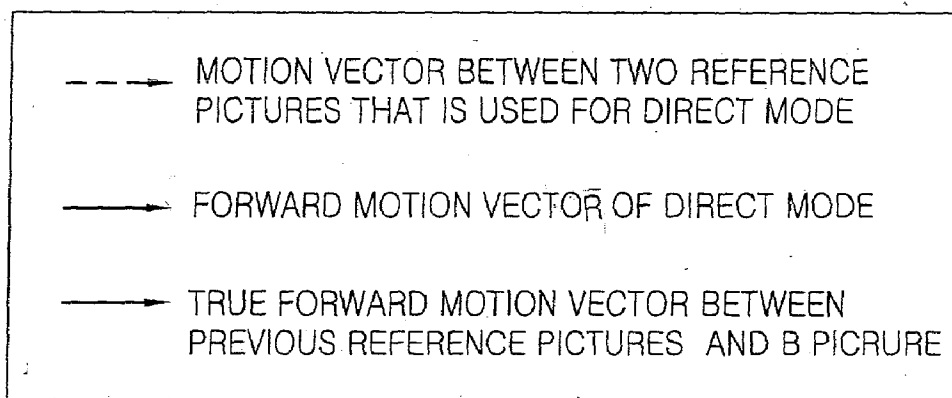 MOTION VECTOR BETWEEN TWO REFERENCE
PICTURES THAT IS USED FOR DIRECT MODE
FORWARD MOTION VECTOR OF DIRECT MODE
TRUE FORWARD MOTION VECTOR BETWEEN
PREVIOUS REFERENCE PICTURES AND B PICRURE